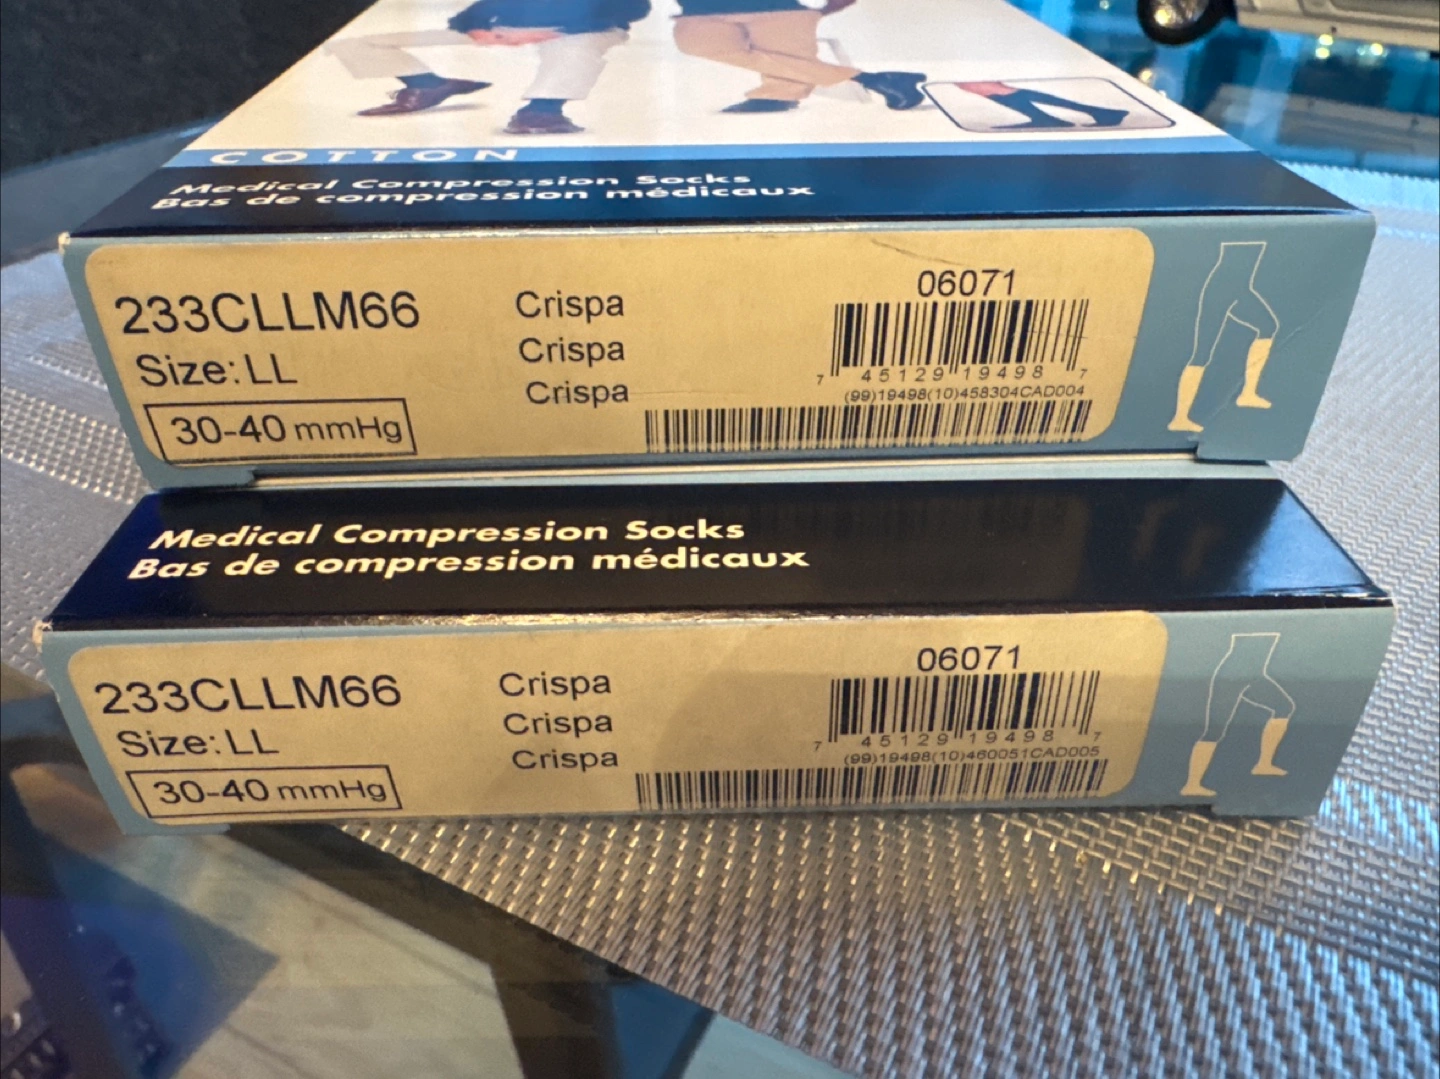 COTTON
Medical Compression Socks
Bas de compression médicaux
233CLLM66
Size: LL
30-40 mmHg
Crispa
Crispa
Crispa
06071
7 45129 19498 7
(99)19498(10)458304CAD004
Medical Compression Socks
Bas de compression médicaux
233CLLM66
Size: LL
30-40 mmHg
Crispa
Crispa
Crispa
06071
7 45129 19498 7
(99)19498(10)460051CAD005